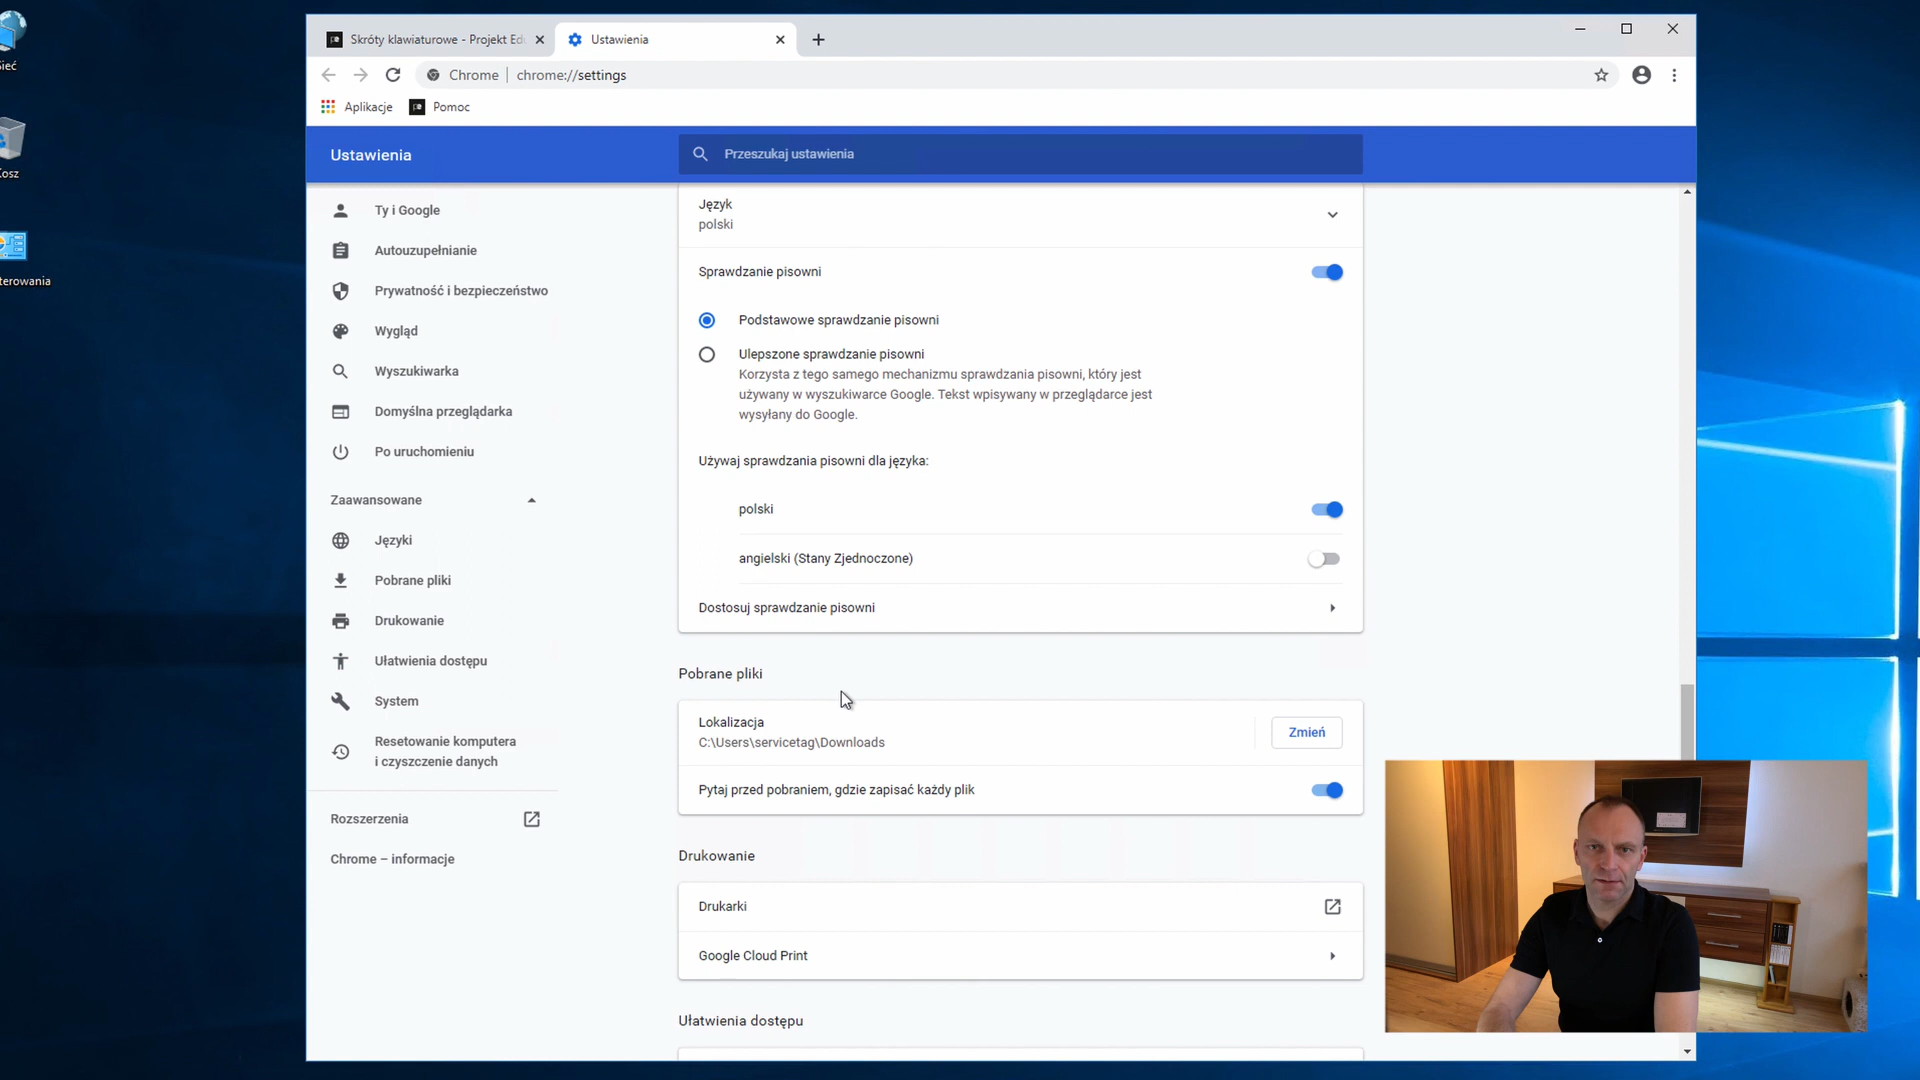 Sieć
Kosz
terowania
Skróty klawiaturowe - Projekt Ed
Ustawienia
Chrome
chrome://settings
Aplikacje
Pomoc
Ustawienia
Przeszukaj ustawienia
Ty i Google
Autouzupełnianie
Prywatność i bezpieczeństwo
Wygląd
Wyszukiwarka
Domyślna przeglądarka
Po uruchomieniu
Zaawansowane
Języki
Pobrane pliki
Drukowanie
Ułatwienia dostępu
System
Resetowanie komputera
i czyszczenie danych
Rozszerzenia
Chrome – informacje
Język
polski
Sprawdzanie pisowni
Podstawowe sprawdzanie pisowni
Ulepszone sprawdzanie pisowni
Korzysta z tego samego mechanizmu sprawdzania pisowni, który jest
używany w wyszukiwarce Google. Tekst wpisywany w przeglądarce jest
wysyłany do Google.
Używaj sprawdzania pisowni dla języka:
polski
angielski (Stany Zjednoczone)
Dostosuj sprawdzanie pisowni
Pobrane pliki
Lokalizacja
C:\Users\servicetag\Downloads
Zmień
Pytaj przed pobraniem, gdzie zapisać każdy plik
Drukowanie
Drukarki
Google Cloud Print
Ułatwienia dostępu